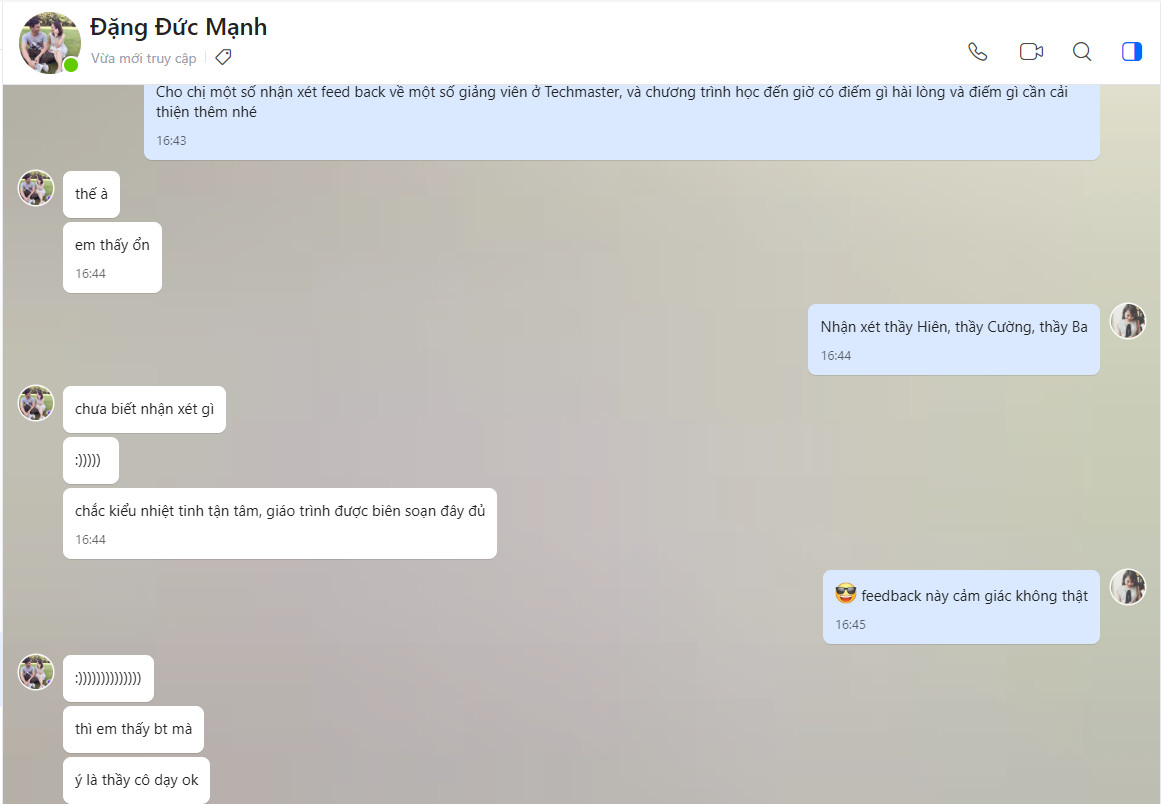 Đặng Đức Mạnh
Vừa mới truy cập
Cho chị một số nhận xét feed back về một số giảng viên ở Techmaster, và chương trình học đến giờ có điểm gì hài lòng và điểm gì cần cải
thiện thêm nhé
16:43
thế à
em thấy ổn
16:44
Nhận xét thầy Hiên, thầy Cường, thầy Ba
16:44
chưa biết nhận xét gì
:)))))
chắc kiểu nhiệt tinh tận tâm, giáo trình được biên soạn đây đủ
16:44
😎 feedback này cảm giác không thật
16:45
:))))))))))))))
thì em thấy bt mà
ý là thầy cô dạy ok